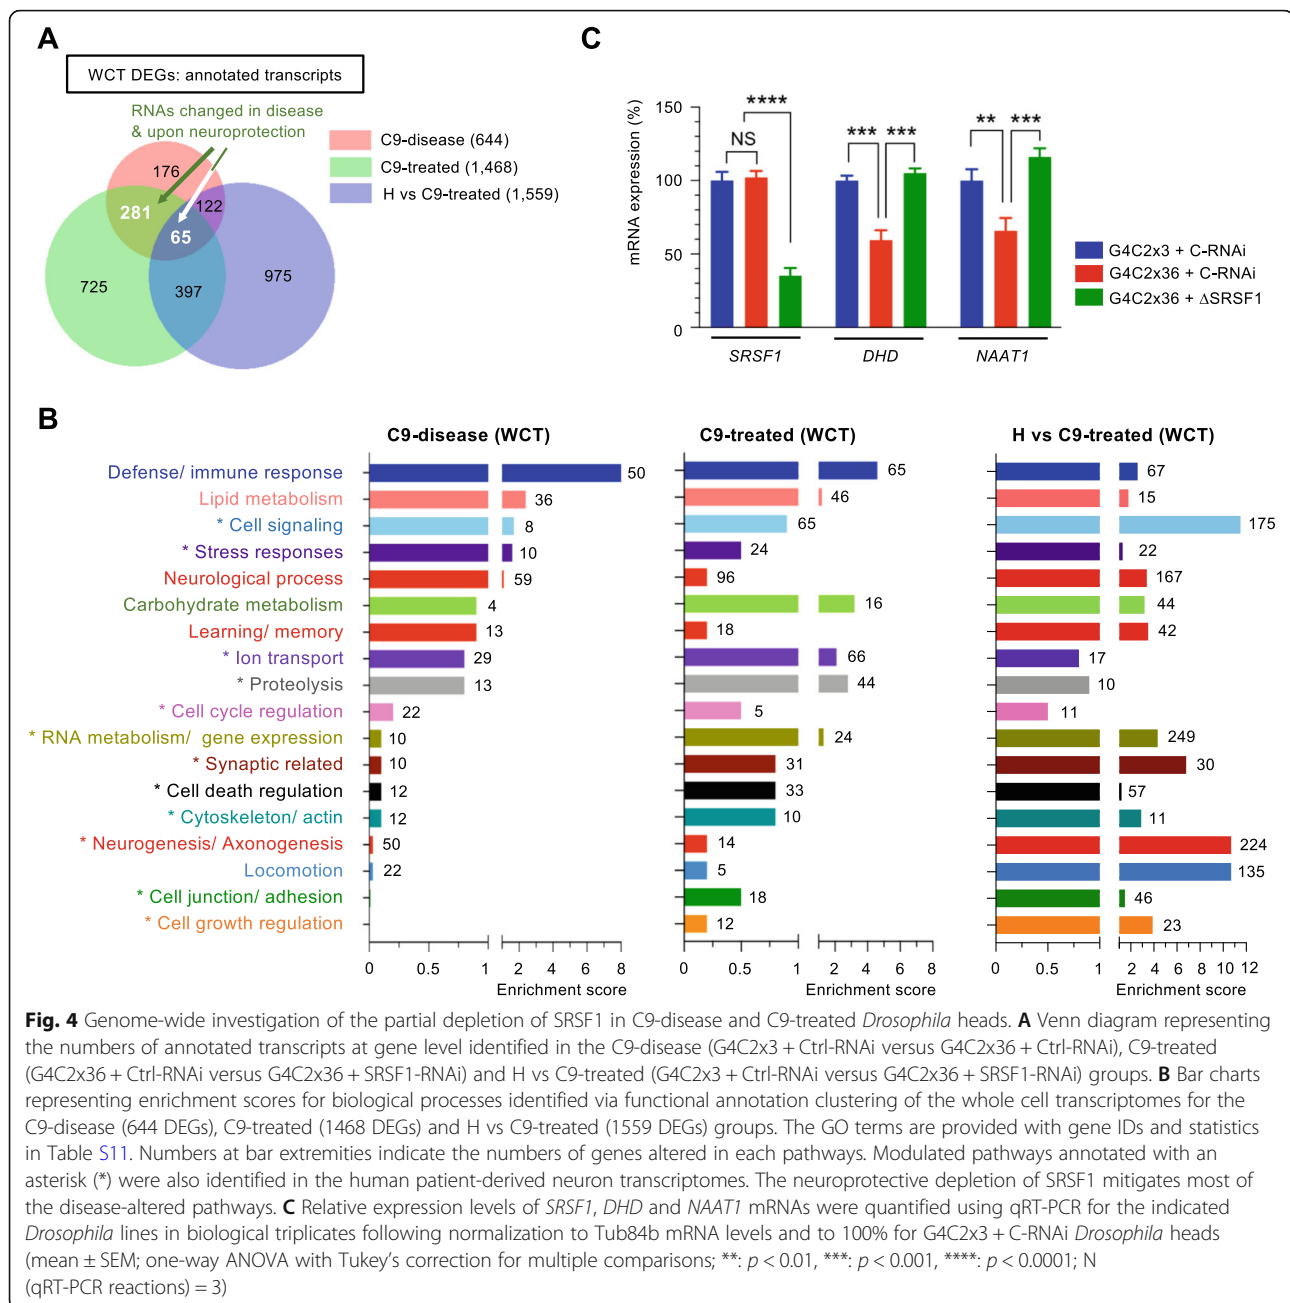 A
WCT DEGs: annotated transcripts
RNAs changed in disease
& upon neuroprotection
C9-disease (644)
C9-treated (1,468)
H vs C9-treated (1,559)
176
281
122
65
725
397
975
C
mRNA expression (%)
150
100
50
0
NS
****
***
***
**
***
SRSF1
DHD
NAAT1
G4C2x3 + C-RNAi
G4C2x36 + C-RNAi
G4C2x36 + ΔSRSF1
B
C9-disease (WCT)
C9-treated (WCT)
H vs C9-treated (WCT)
Defense/ immune response 50 65 67
Lipid metabolism 36 46 15
* Cell signaling 8 65 175
* Stress responses 10 24 22
Neurological process 59 96 167
Carbohydrate metabolism 4 16 44
Learning/ memory 13 18 42
* Ion transport 29 66 17
* Proteolysis 13 44 10
* Cell cycle regulation 22 5 11
* RNA metabolism/ gene expression 10 24 249
* Synaptic related 10 31 30
* Cell death regulation 12 33 57
* Cytoskeleton/ actin 12 10 11
* Neurogenesis/ Axonogenesis 50 14 224
Locomotion 22 5 135
* Cell junction/ adhesion 18 46
* Cell growth regulation 12 23
0 0.5 1 2 4 6 8 0 0.5 1 2 4 6 8 0 0.5 1 2 4 6 8 10 12
Enrichment score Enrichment score Enrichment score
Fig. 4 Genome-wide investigation of the partial depletion of SRSF1 in C9-disease and C9-treated Drosophila heads. A Venn diagram representing
the numbers of annotated transcripts at gene level identified in the C9-disease (G4C2x3 + Ctrl-RNAi versus G4C2x36 + Ctrl-RNAi), C9-treated
(G4C2x36 + Ctrl-RNAi versus G4C2x36 + SRSF1-RNAi) and H vs C9-treated (G4C2x3 + Ctrl-RNAi versus G4C2x36 + SRSF1-RNAi) groups. B Bar charts
representing enrichment scores for biological processes identified via functional annotation clustering of the whole cell transcriptomes for the
C9-disease (644 DEGs), C9-treated (1468 DEGs) and H vs C9-treated (1559 DEGs) groups. The GO terms are provided with gene IDs and statistics
in Table S11. Numbers at bar extremities indicate the numbers of genes altered in each pathways. Modulated pathways annotated with an
asterisk (*) were also identified in the human patient-derived neuron transcriptomes. The neuroprotective depletion of SRSF1 mitigates most of
the disease-altered pathways. C Relative expression levels of SRSF1, DHD and NAAT1 mRNAs were quantified using qRT-PCR for the indicated
Drosophila lines in biological triplicates following normalization to Tub84b mRNA levels and to 100% for G4C2x3 + C-RNAi Drosophila heads
(mean ± SEM; one-way ANOVA with Tukey's correction for multiple comparisons; **: p < 0.01, ***: p < 0.001, ****: p < 0.0001; N
(qRT-PCR reactions) = 3)